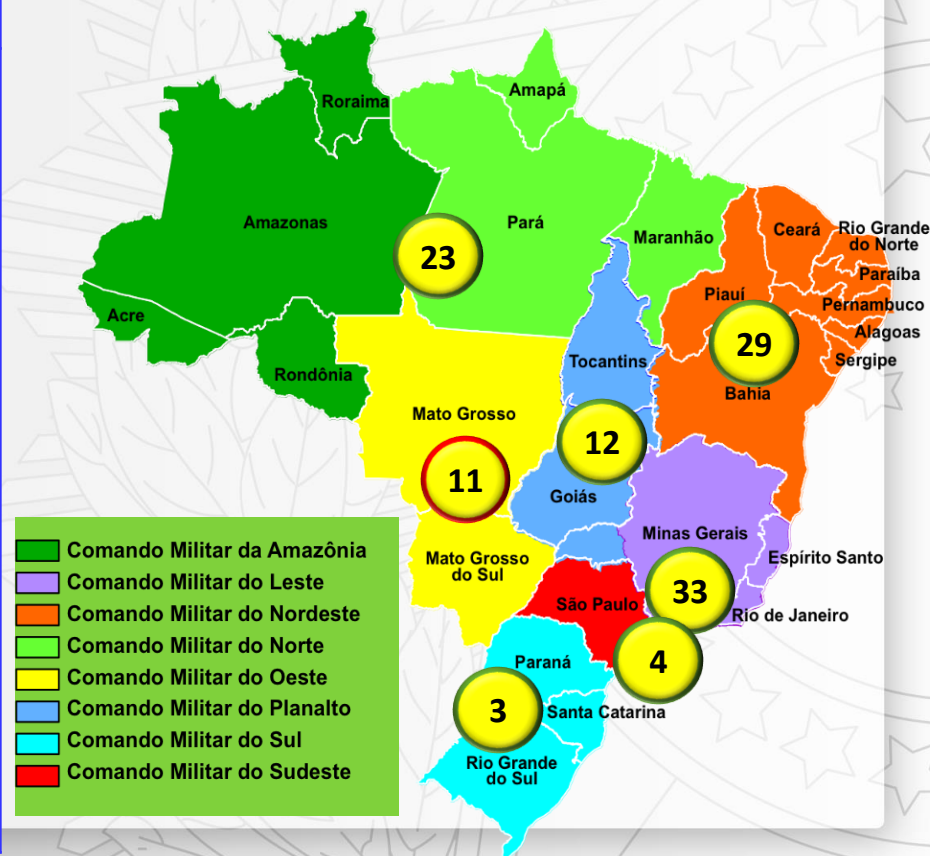 Roraima
Amapá
Amazonas
Pará
Maranhão
Ceará
Rio Grande
do Norte
Paraíba
Piauí
Pernambuco
Alagoas
Sergipe
Acre
23
29
Rondônia
Tocantins
Bahia
Mato Grosso
12
11
Goiás
Minas Gerais
Espírito Santo
Mato Grosso
do Sul
33
São Paulo
Rio de Janeiro
4
Paraná
3
Santa Catarina
Rio Grande
do Sul
Comando Militar da Amazônia
Comando Militar do Leste
Comando Militar do Nordeste
Comando Militar do Norte
Comando Militar do Oeste
Comando Militar do Planalto
Comando Militar do Sul
Comando Militar do Sudeste